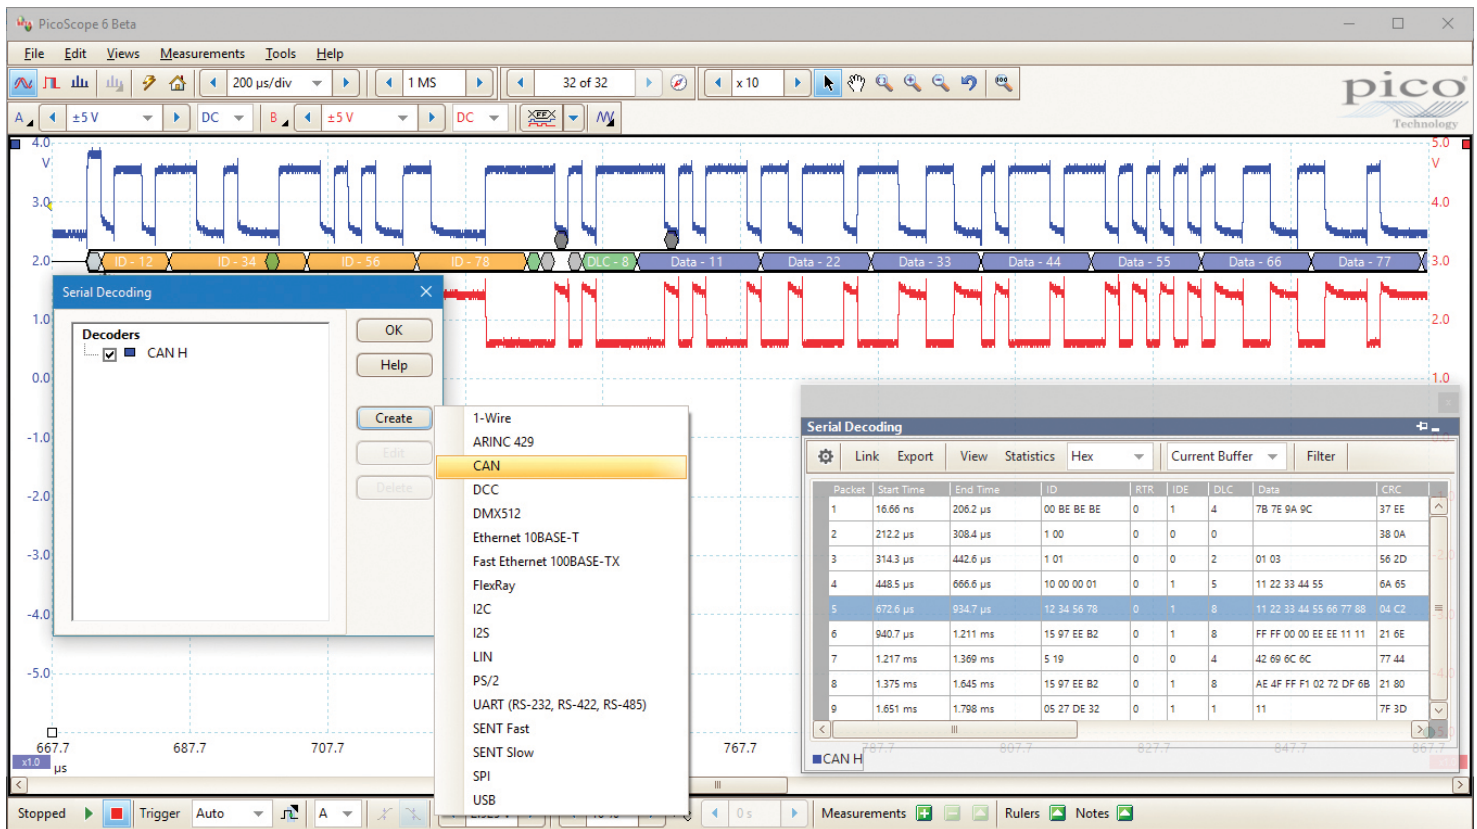 PicoScope 6 Beta
File Edit Views Measurements Tools Help
200 µs/div 1 MS 32 of 32 x 10
pico
Technology
A ±5 V DC B ±5 V DC
4.0 5.0
V V
3.0 4.0
2.0 ID - 12 ID - 34 ID - 56 ID - 78 DLC - 8 Data - 11 Data - 22 Data - 33 Data - 44 Data - 55 Data - 66 Data - 77 3.0
Serial Decoding
1.0 2.0
Decoders
CAN H
OK
Help
0.0 1.0
Create
Edit
Delete
1-Wire
ARINC 429
CAN
DCC
DMX512
Ethernet 10BASE-T
Fast Ethernet 100BASE-TX
FlexRay
I2C
I2S
LIN
PS/2
UART (RS-232, RS-422, RS-485)
SENT Fast
SENT Slow
SPI
USB
-1.0
-2.0
-3.0
-4.0
-5.0
Serial Decoding
Link Export View Statistics Hex Current Buffer Filter
Packet Start Time End Time ID RTR IDE DLC Data CRC
1 16.66 ns 206.2 µs 00 BE BE BE 0 1 4 7B 7E 9A 9C 37 EE
2 212.2 µs 308.4 µs 1 00 0 0 0 38 0A
3 314.3 µs 442.6 µs 1 01 0 0 2 01 03 56 2D
4 448.5 µs 666.6 µs 10 00 00 01 0 1 5 11 22 33 44 55 6A 65
5 672.6 µs 934.7 µs 12 34 56 78 0 1 8 11 22 33 44 55 66 77 88 04 C2
6 940.7 µs 1.211 ms 15 97 EE B2 0 1 8 FF FF 00 00 EE EE 11 11 21 6E
7 1.217 ms 1.369 ms 5 19 0 0 4 42 69 6C 6C 77 44
8 1.375 ms 1.645 ms 15 97 EE B2 0 1 8 AE 4F FF F1 02 72 DF 6B 21 80
9 1.651 ms 1.798 ms 05 27 DE 32 0 1 1 11 7F 3D
CAN H
667.7 687.7 707.7 767.7 787.7 807.7 827.7 847.7 867.7
x1.0 µs
Stopped Trigger Auto A 0 s Measurements Rulers Notes